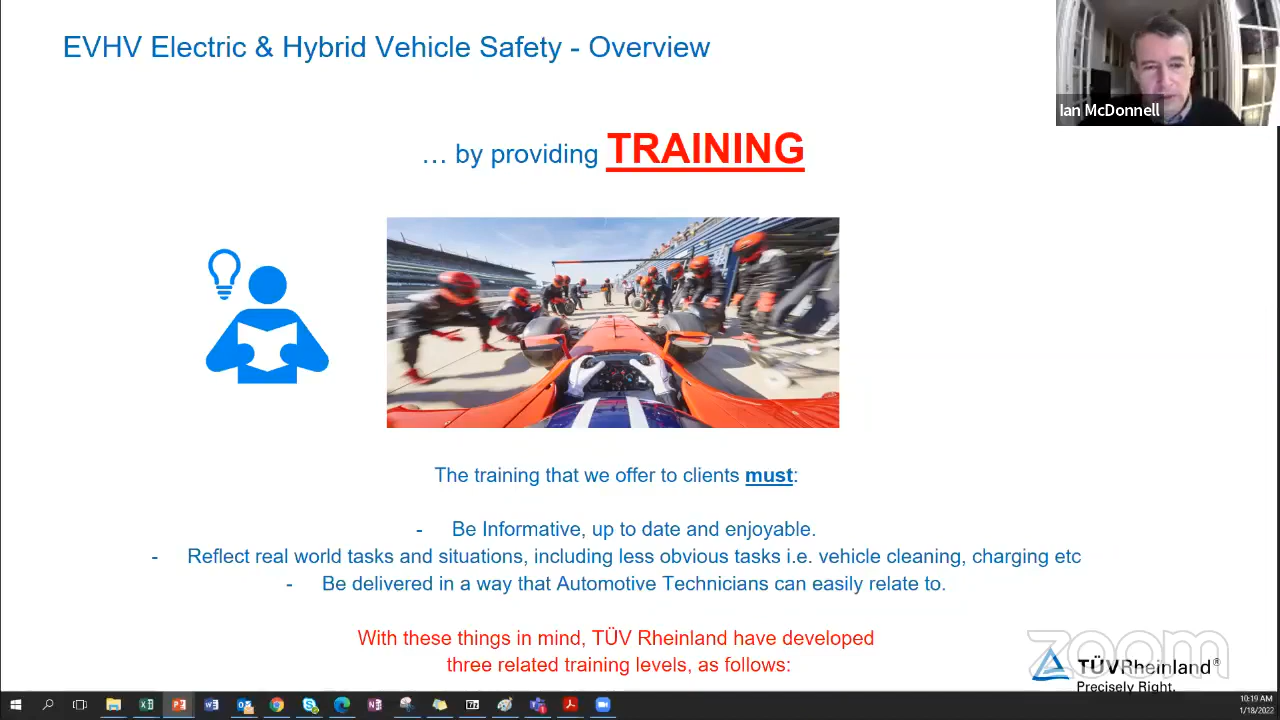 EVHV Electric & Hybrid Vehicle Safety - Overview
Ian McDonnell
… by providing TRAINING
The training that we offer to clients must:
- Be Informative, up to date and enjoyable.
- Reflect real world tasks and situations, including less obvious tasks i.e. vehicle cleaning, charging etc
- Be delivered in a way that Automotive Technicians can easily relate to.
With these things in mind, TÜV Rheinland have developed
three related training levels, as follows:
zoom
TÜVRheinland®
Precisely Right.
10:19 AM
1/18/2022